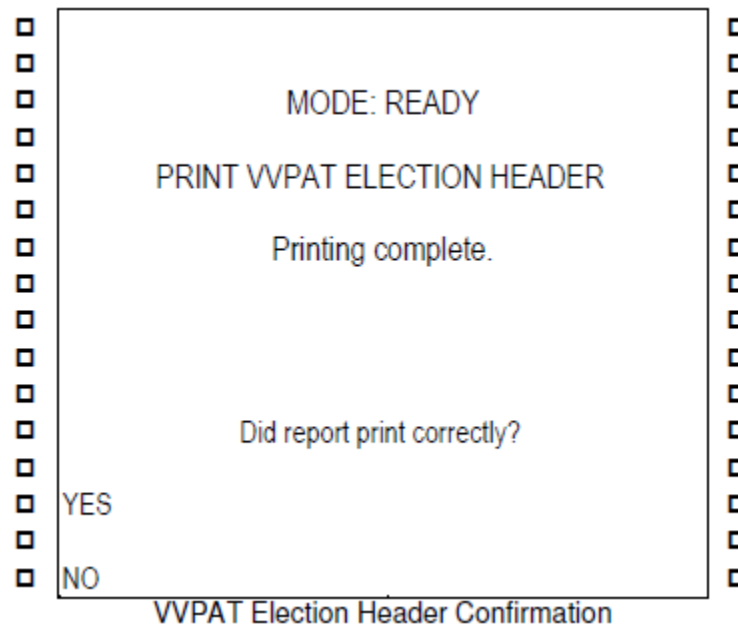 MODE: READY
PRINT VVPAT ELECTION HEADER
Printing complete.
Did report print correctly?
YES
NO
VVPAT Election Header Confirmation